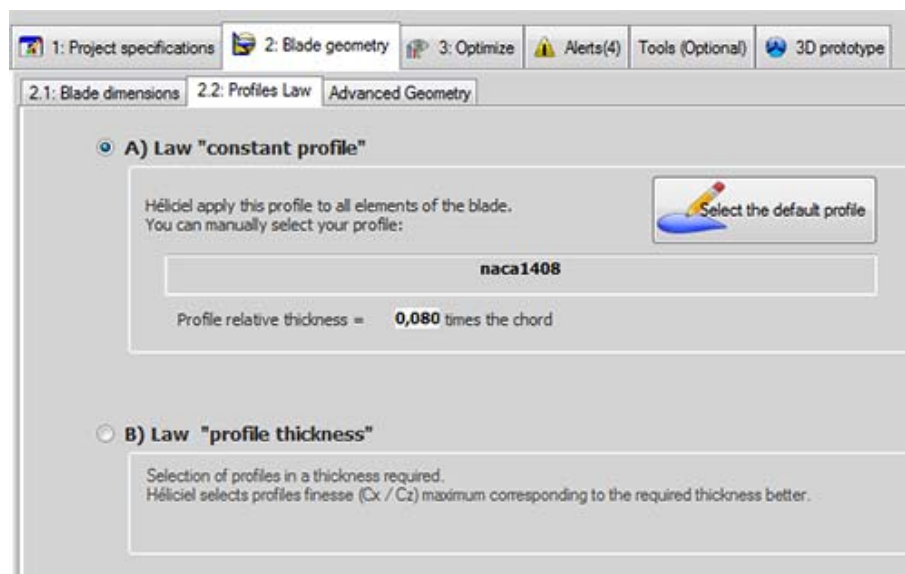 1: Project specifications 2: Blade geometry 3: Optimize Alerts(4) Tools (Optional) 3D prototype
2.1: Blade dimensions 2.2: Profiles Law Advanced Geometry
A) Law "constant profile"
Héliciel apply this profile to all elements of the blade.
You can manually select your profile:
Select the default profile
naca1408
Profile relative thickness = 0,080 times the chord
B) Law "profile thickness"
Selection of profiles in a thickness required.
Héliciel selects profiles finesse (Cx / Cz) maximum corresponding to the required thickness better.